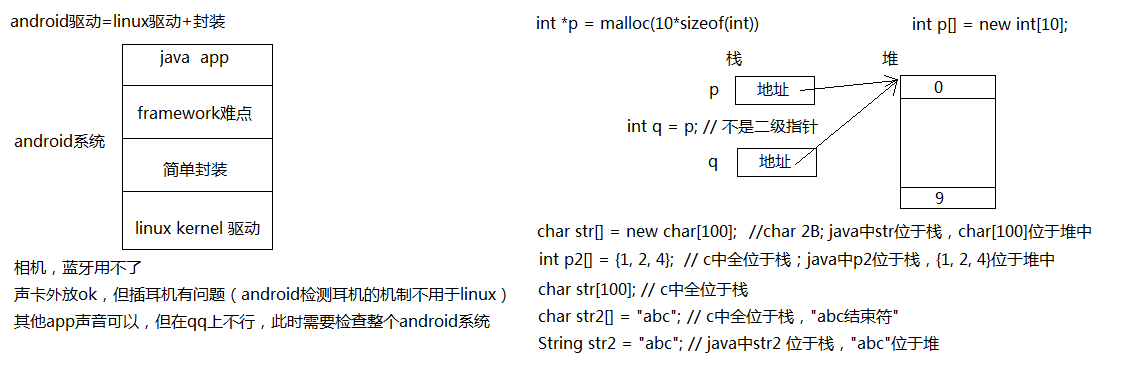 android驱动=linux驱动+封装
java  app
framework难点
android系统
简单封装
linux kernel 驱动
相机，蓝牙用不了
声卡外放ok，但插耳机有问题（android检测耳机的机制不用于linux）
其他app声音可以，但在qq上不行，此时需要检查整个android系统
int *p = malloc(10*sizeof(int))
int p[] = new int[10];
栈
堆
p
地址
0
int q = p; // 不是二级指针
q
地址
9
char str[] = new char[100];  //char 2B; java中str位于栈，char[100]位于堆中
int p2[] = {1, 2, 4};  // c中全位于栈；java中p2位于栈，{1, 2, 4}位于堆中
char str[100]; // c中全位于栈
char str2[] = "abc"; // c中全位于栈，"abc结束符"
String str2 = "abc"; // java中str2 位于栈，"abc"位于堆